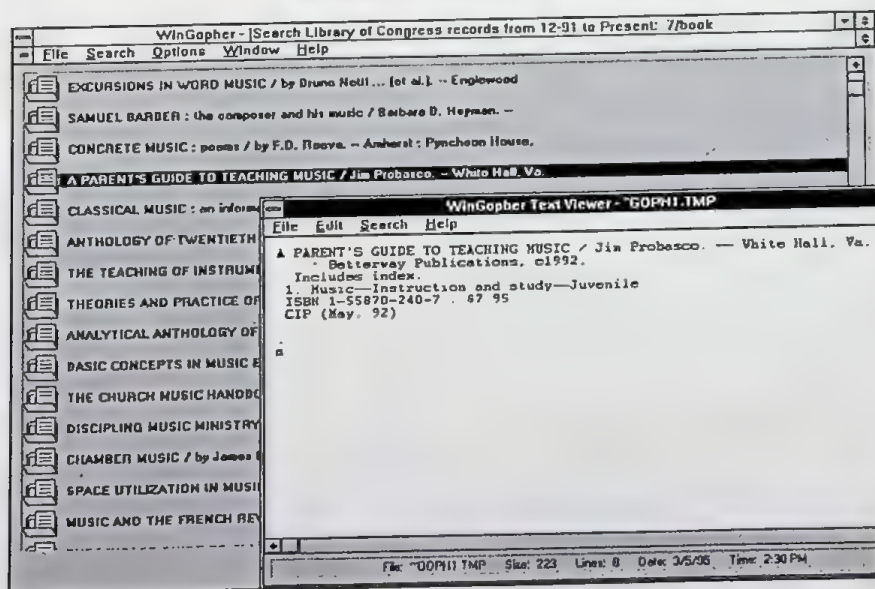 WinGopher - [Search Library of Congress records from 12-91 to Present: 7/book
File Search Options Window Help
EXCURSIONS IN WORD MUSIC / by Bruno Nettl... [et al.]. -- Englewood
SAMUEL BARBER : the composer and his music / Barbara B. Heyman. --
CONCRETE MUSIC : poems / by F.D. Reeve. -- Amherst : Pyncheon House,
A PARENT'S GUIDE TO TEACHING MUSIC / Jim Probasco. -- White Hall, Va.
CLASSICAL MUSIC : an inform
ANTHOLOGY OF TWENTIETH
THE TEACHING OF INSTRUM
THEORIES AND PRACTICE OF
ANALYTICAL ANTHOLOGY OF
BASIC CONCEPTS IN MUSIC E
THE CHURCH MUSIC HANDBO
DISCIPLING MUSIC MINISTRY
CHAMBER MUSIC / by James
SPACE UTILIZATION IN MUSI
MUSIC AND THE FRENCH REV
WinGopher Text Viewer - ~GOPH1.TMP
File Edit Search Help
A PARENT'S GUIDE TO TEACHING MUSIC / Jim Probasco. -- White Hall, Va.
: Betterway Publications, c1992.
Includes index.
1. Music--Instruction and study--Juvenile
ISBN 1-55870-240-7 . $7 95
CIP (May. 92)
File: ~GOPH1.TMP Size: 223 Lines: 8 Date: 3/5/95 Time: 2:30 PM